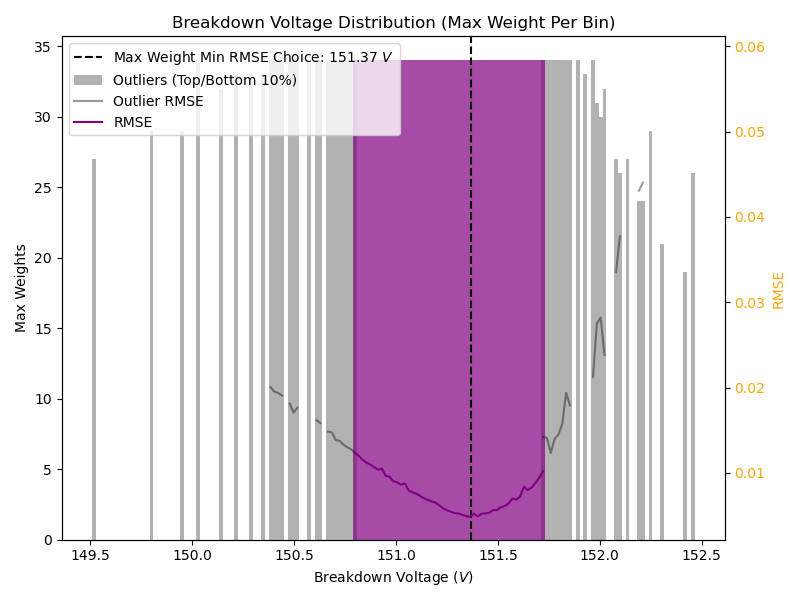 Breakdown Voltage Distribution (Max Weight Per Bin)
Max Weight Min RMSE Choice: 151.37 V
Outliers (Top/Bottom 10%)
Outlier RMSE
RMSE
35
30
25
20
15
10
5
0
Max Weights
0.06
0.05
0.04
0.03
0.02
0.01
RMSE
149.5 150.0 150.5 151.0 151.5 152.0 152.5
Breakdown Voltage (V)